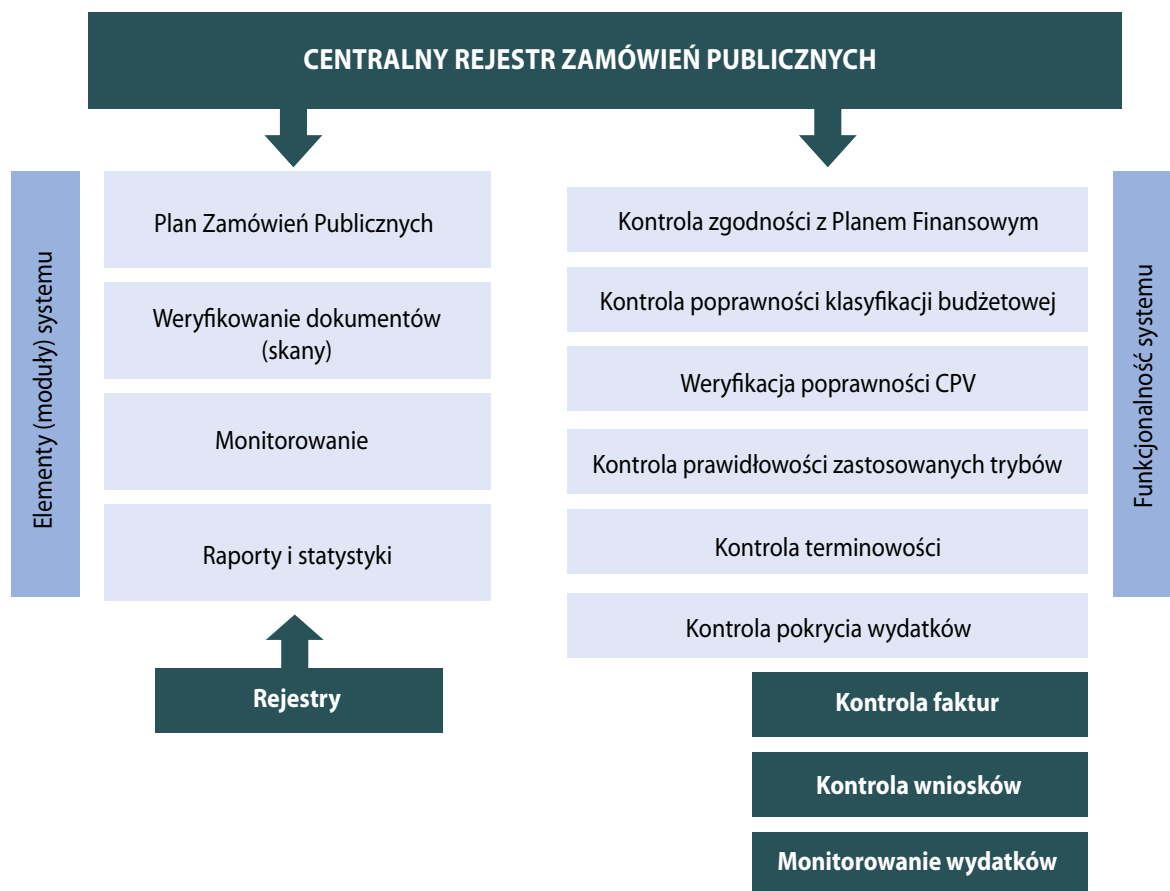 CENTRALNY REJESTR ZAMÓWIEŃ PUBLICZNYCH
Elementy (moduły) systemu
Plan Zamówień Publicznych
Weryfikowanie dokumentów
(skany)
Monitorowanie
Raporty i statystyki
Rejestry
Kontrola zgodności z Planem Finansowym
Kontrola poprawności klasyfikacji budżetowej
Weryfikacja poprawności CPV
Kontrola prawidłowości zastosowanych trybów
Kontrola terminowości
Kontrola pokrycia wydatków
Kontrola faktur
Kontrola wniosków
Monitorowanie wydatków
Funkcjonalność systemu